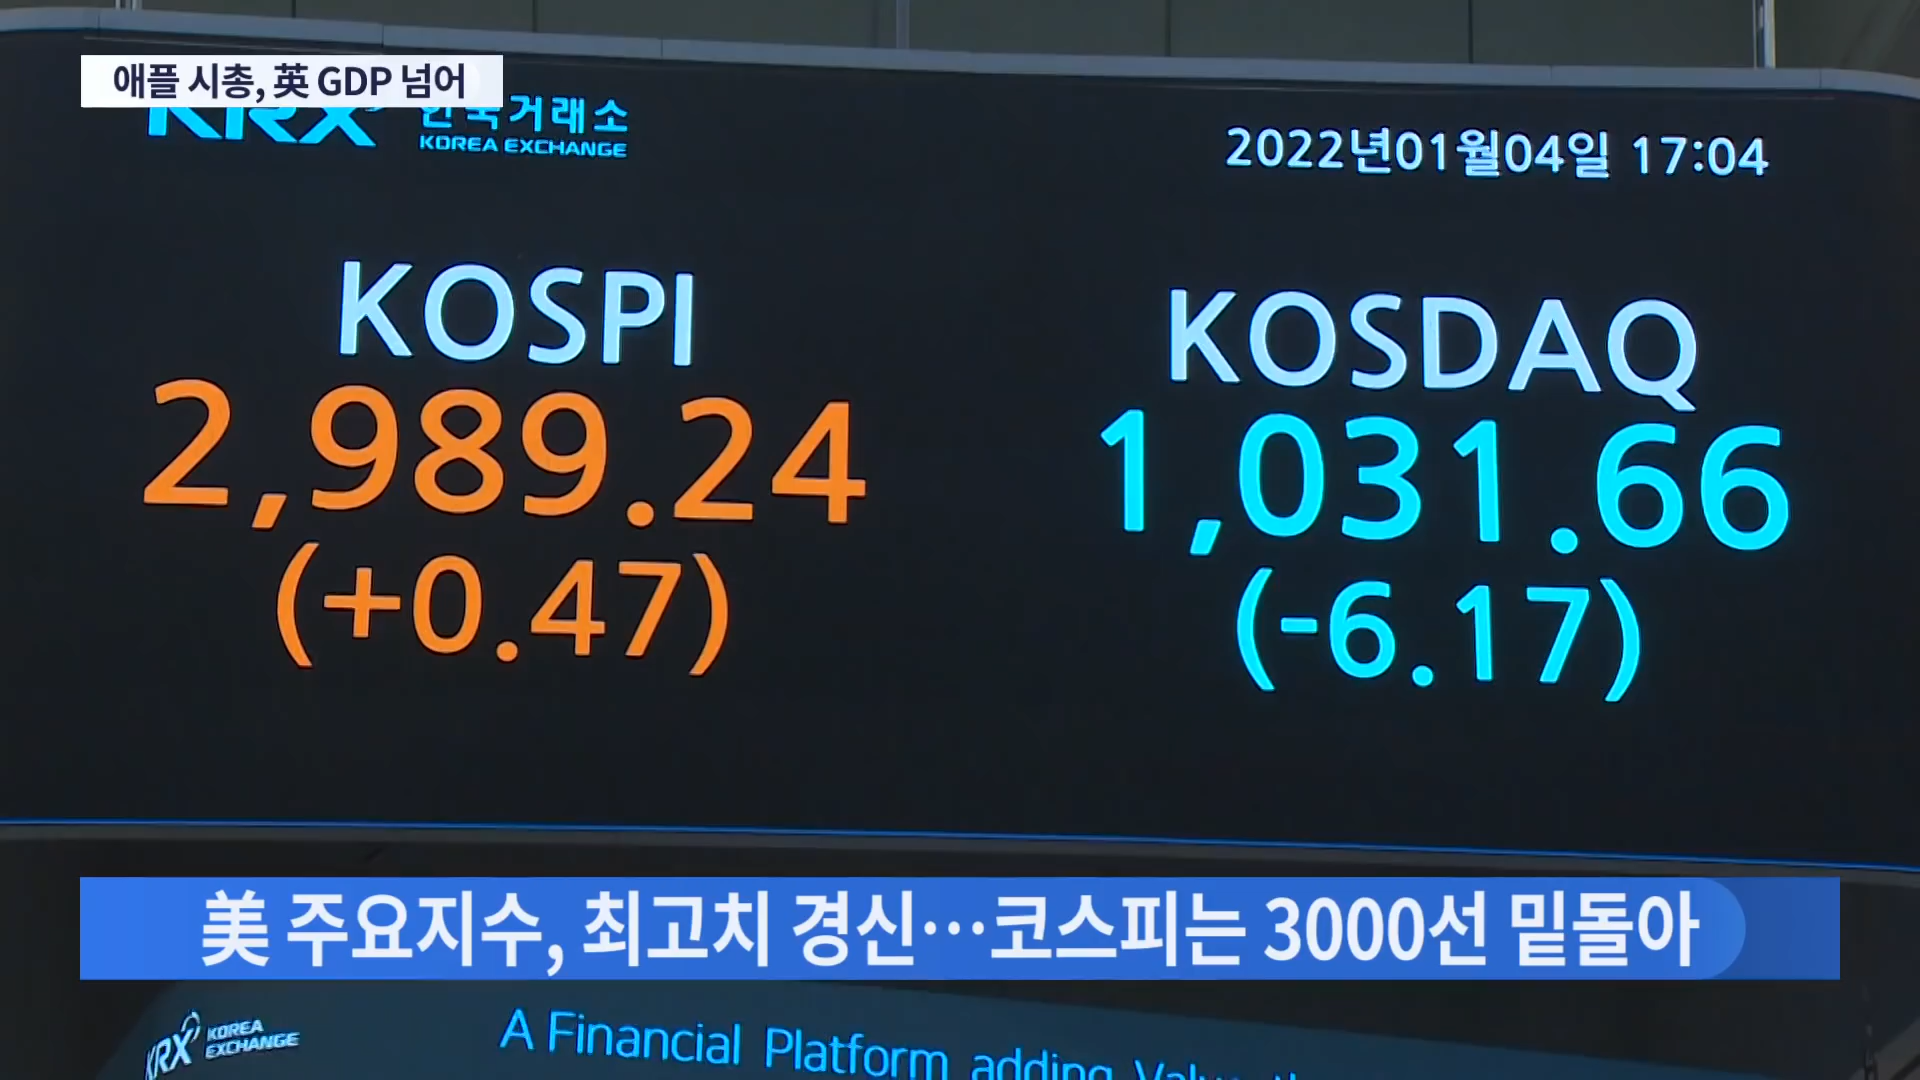 애플 시총, 英 GDP 넘어
KRX 한국거래소
KOREA EXCHANGE
2022년01월04일 17:04
KOSPI
2,989.24
(+0.47)
KOSDAQ
1,031.66
(-6.17)
美 주요지수, 최고치 경신…코스피는 3000선 밑돌아
KRX KOREA
EXCHANGE
A Financial Platform adding